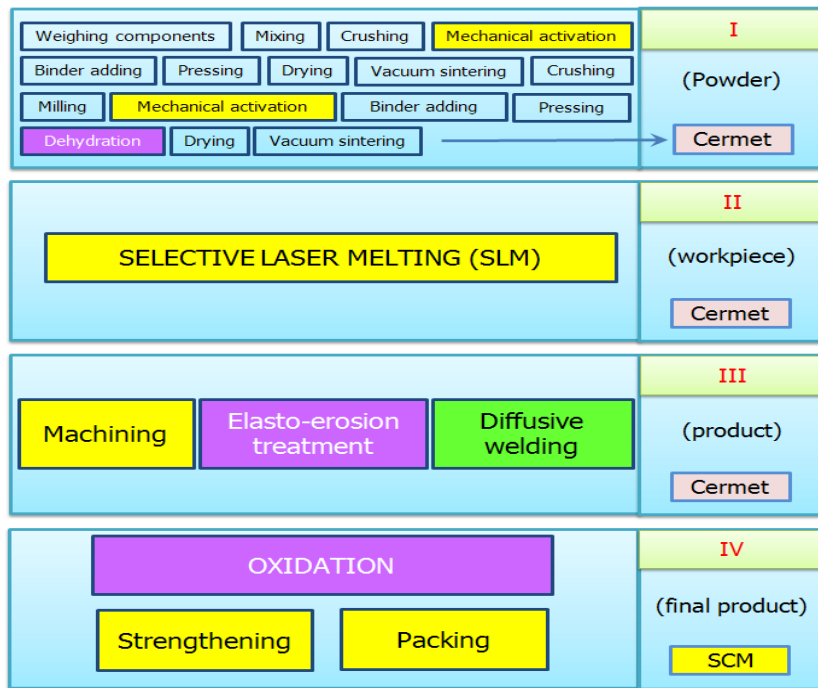 Weighing components Mixing Crushing Mechanical activation I
Binder adding Pressing Drying Vacuum sintering Crushing (Powder)
Milling Mechanical activation Binder adding Pressing
Dehydration Drying Vacuum sintering Cermet
II
SELECTIVE LASER MELTING (SLM) (workpiece)
Cermet
III
Machining Elasto-erosion treatment Diffusive welding (product)
Cermet
IV
OXIDATION
(final product)
Strengthening Packing
SCM